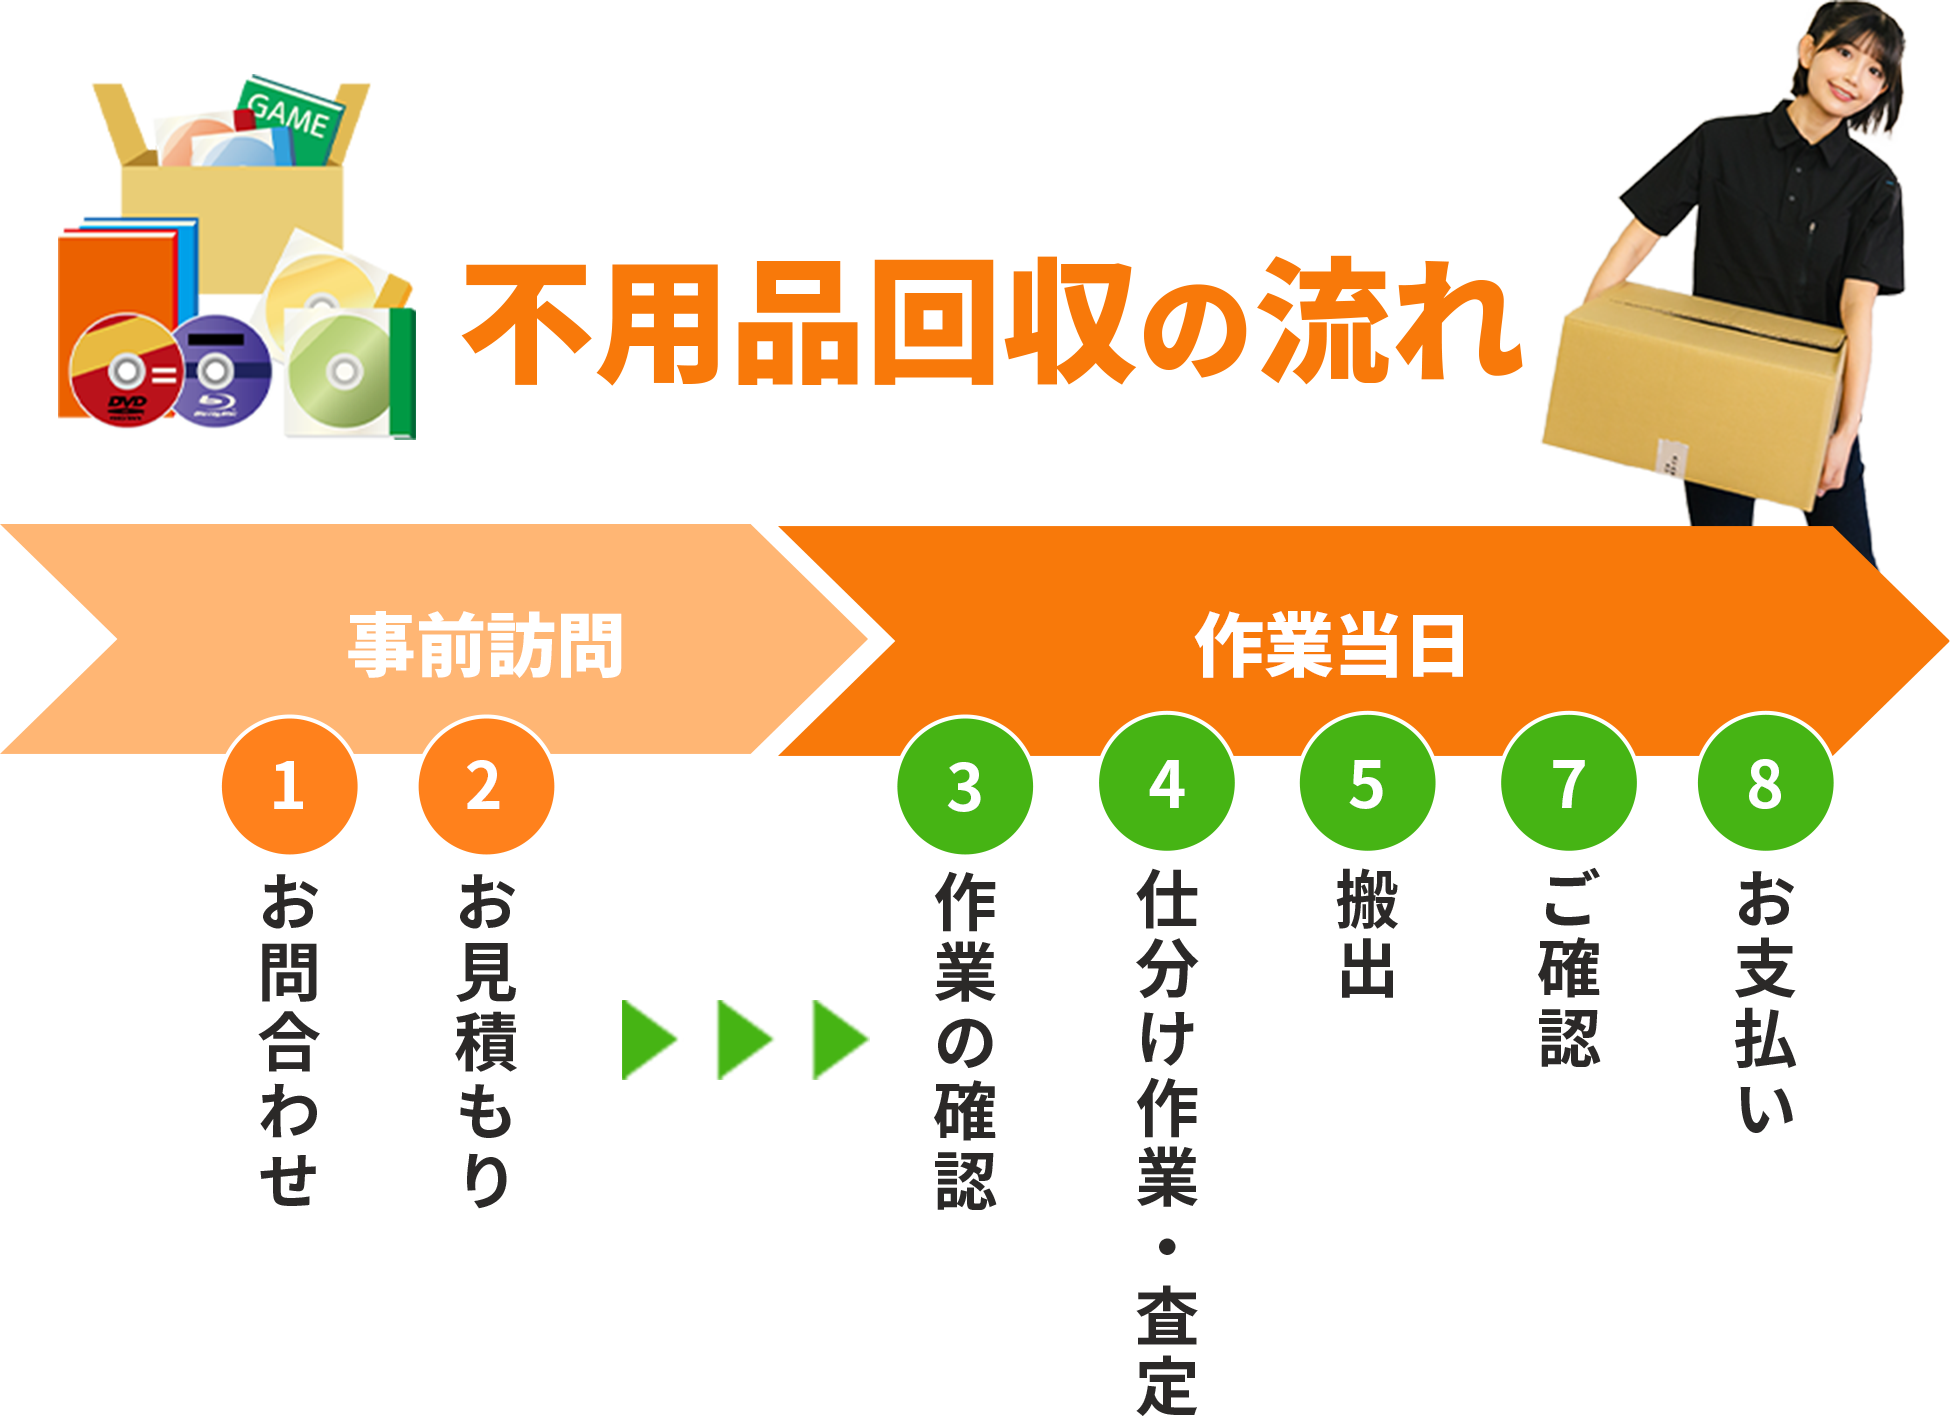 GAME
DVD
不用品回収の流れ
事前訪問
作業当日
1
お問合わせ
2
お見積もり
3
作業の確認
4
仕分け作業・査定
5
搬出
7
ご確認
8
お支払い